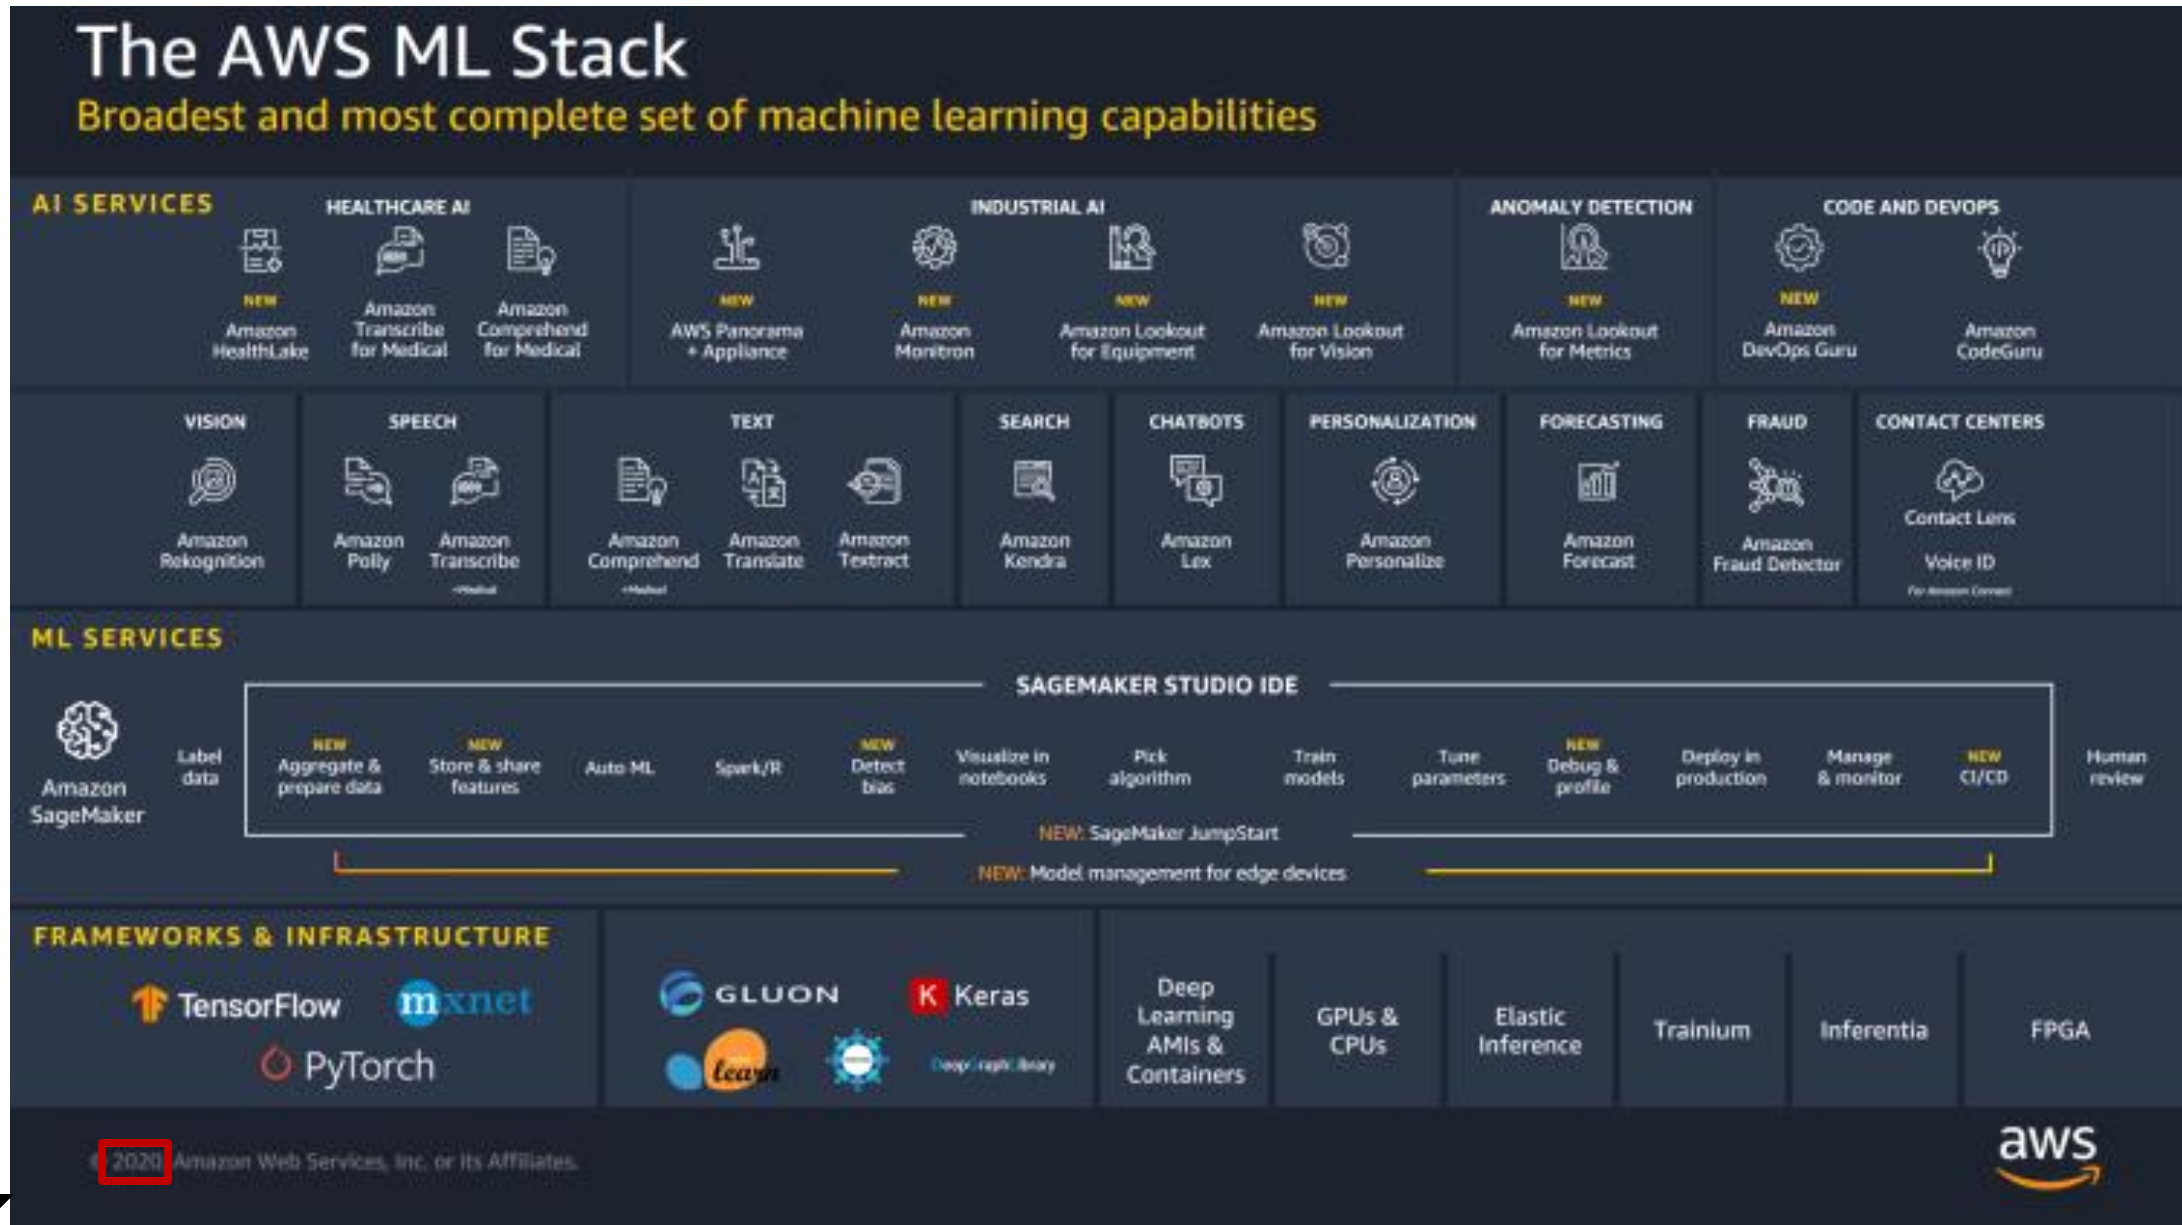 The AWS ML Stack
Broadest and most complete set of machine learning capabilities
AI SERVICES
HEALTHCARE AI
NEW
Amazon
HealthLake
Amazon
Transcribe
for Medical
Amazon
Comprehend
for Medical
INDUSTRIAL AI
NEW
AWS Panorama
+ Appliance
NEW
Amazon
Monitron
NEW
Amazon Lookout
for Equipment
NEW
Amazon Lookout
for Vision
ANOMALY DETECTION
NEW
Amazon Lookout
for Metrics
CODE AND DEVOPS
NEW
Amazon
DevOps Guru
Amazon
CodeGuru
VISION
Amazon
Rekognition
SPEECH
Amazon
Polly
Amazon
Transcribe
+Medical
TEXT
Amazon
Comprehend
+Medical
Amazon
Translate
Amazon
Textract
SEARCH
Amazon
Kendra
CHATBOTS
Amazon
Lex
PERSONALIZATION
Amazon
Personalize
FORECASTING
Amazon
Forecast
FRAUD
Amazon
Fraud Detector
CONTACT CENTERS
Contact Lens
Voice ID
For Amazon Connect
ML SERVICES
Amazon
SageMaker
Label
data
SAGEMAKER STUDIO IDE
NEW
Aggregate &
prepare data
NEW
Store & share
features
Auto ML
Spark/R
NEW
Detect
bias
Visualize in
notebooks
Pick
algorithm
Train
models
Tune
parameters
NEW
Debug &
profile
Deploy in
production
Manage
& monitor
NEW
CI/CD
Human
review
NEW: SageMaker JumpStart
NEW: Model management for edge devices
FRAMEWORKS & INFRASTRUCTURE
TensorFlow
mxnet
PyTorch
GLUON
K Keras
learn
DeepGraphLibrary
Deep
Learning
AMIs &
Containers
GPUs &
CPUs
Elastic
Inference
Trainium
Inferentia
FPGA
© 2020, Amazon Web Services, Inc. or its Affiliates.
aws